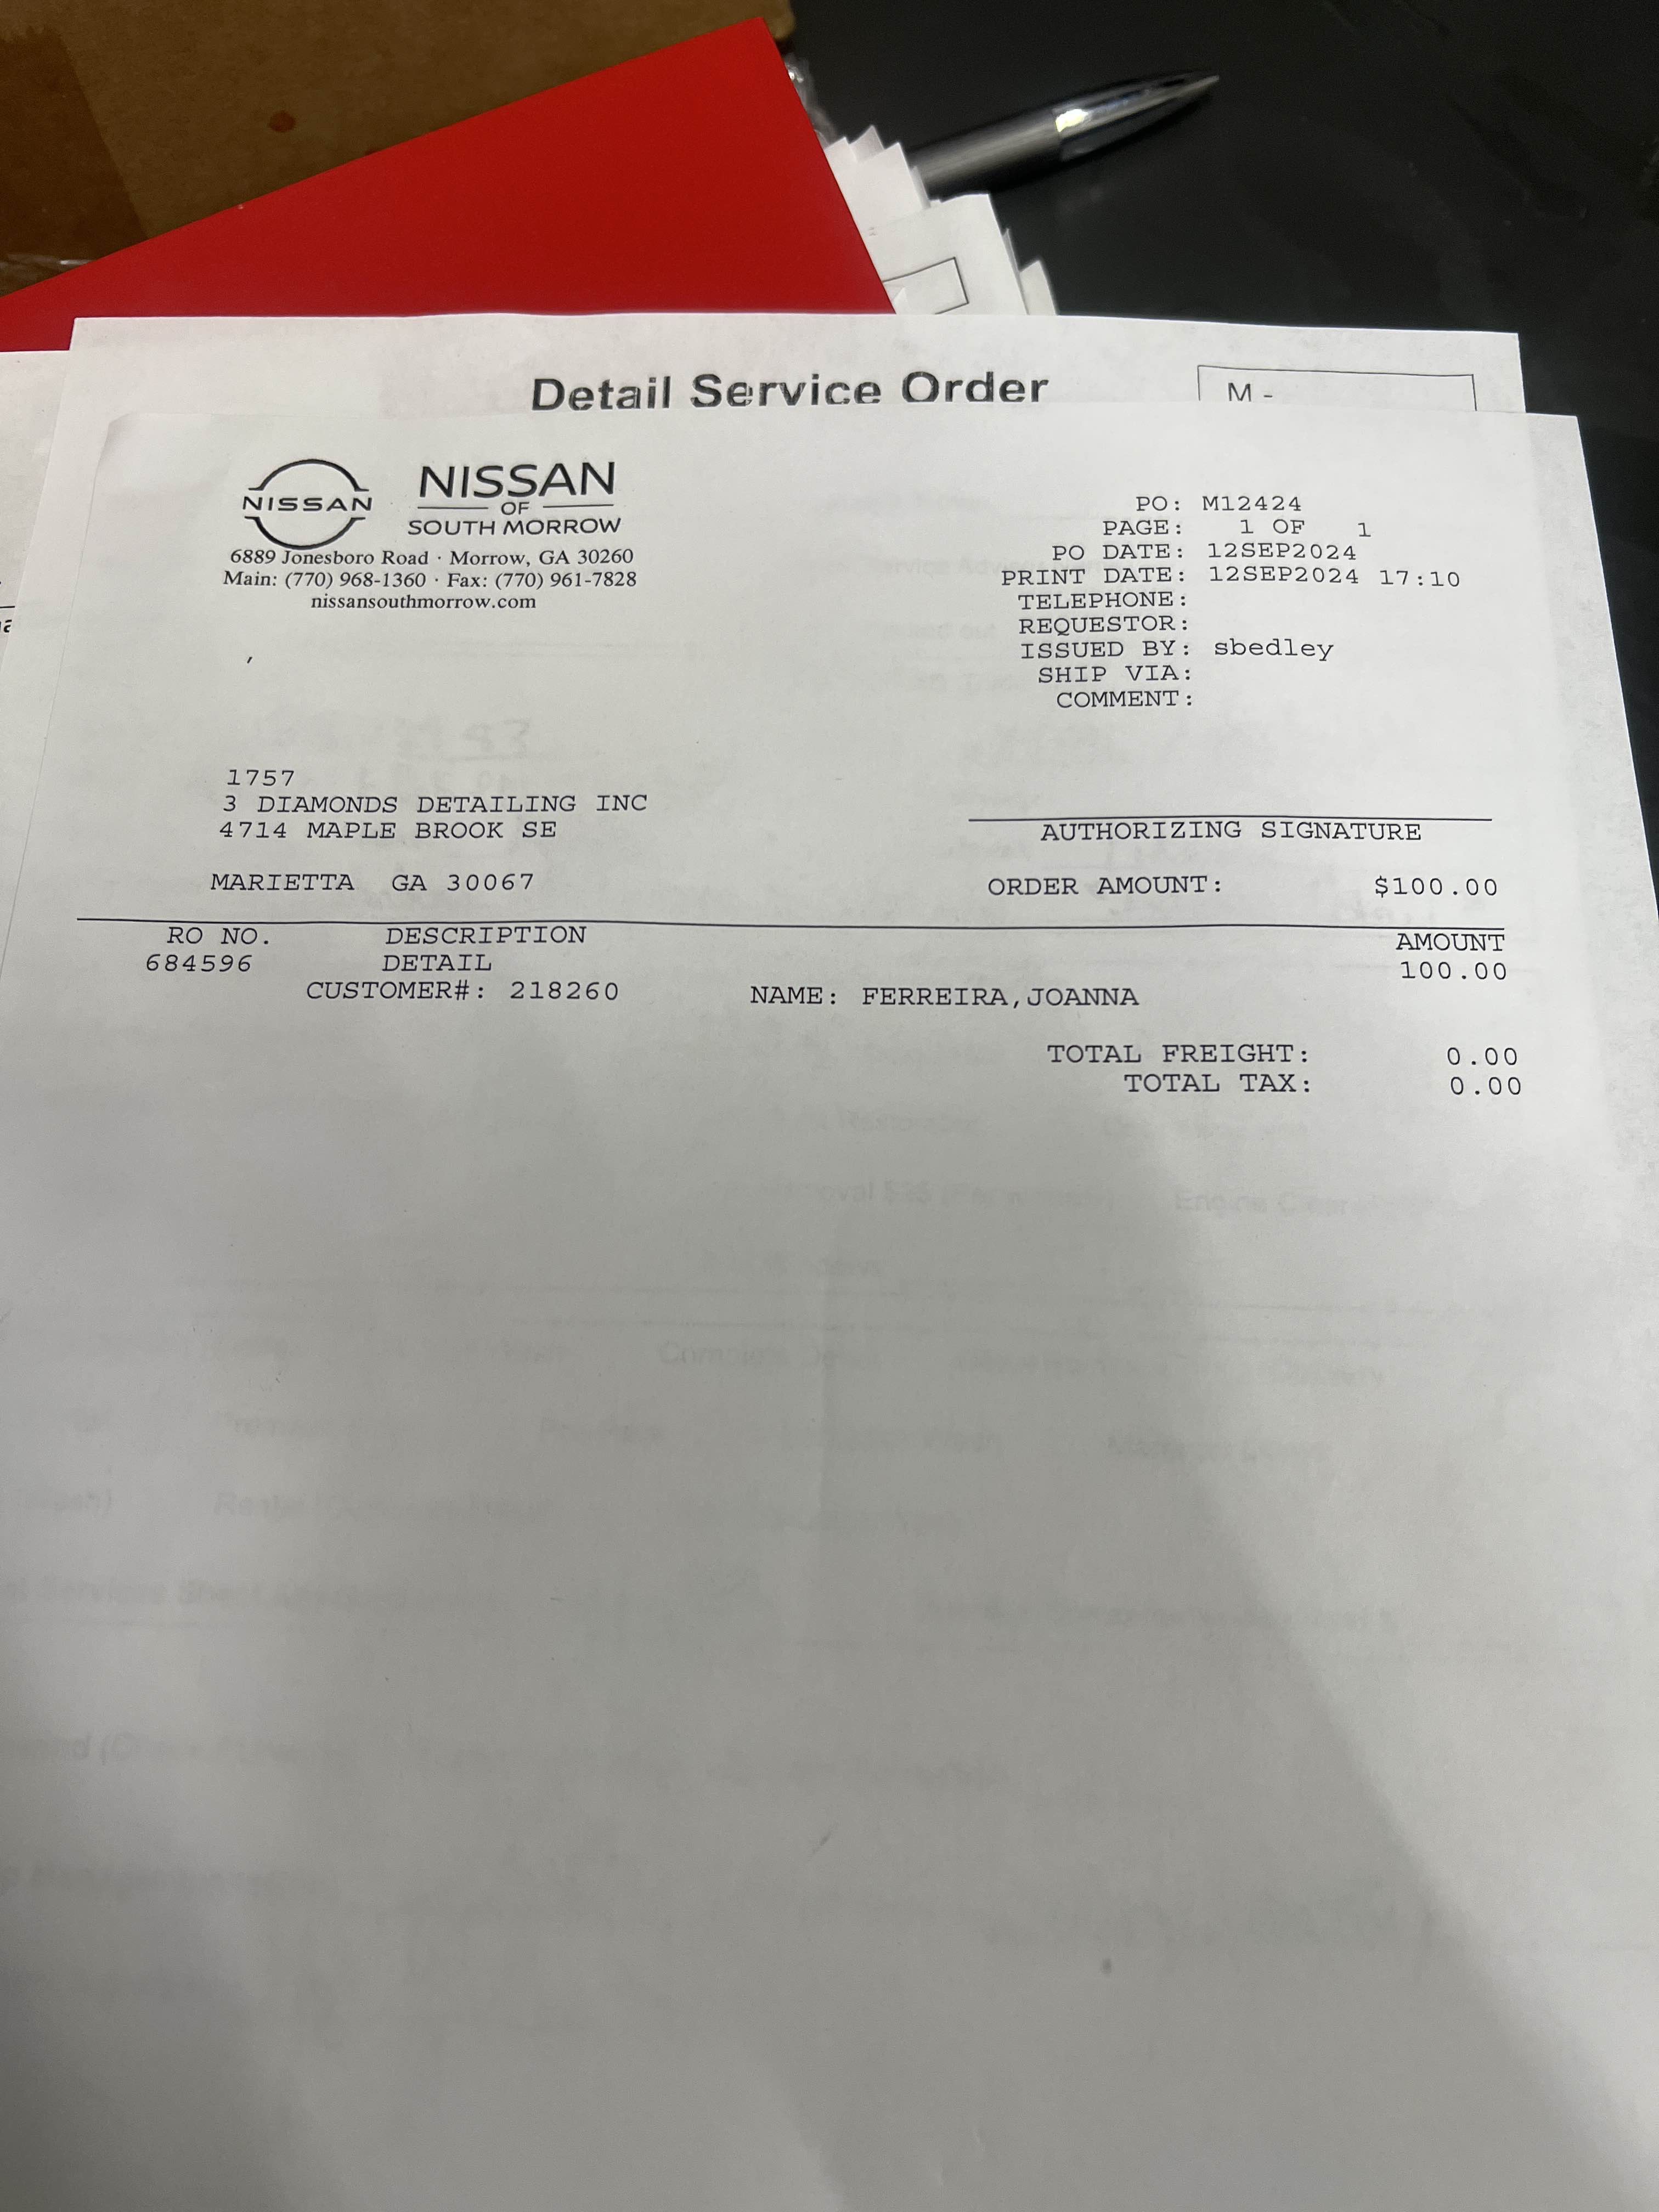 Detail Service Order
M -
NISSAN
NISSAN
OF
SOUTH MORROW
6889 Jonesboro Road · Morrow, GA 30260
Main: (770) 968-1360 · Fax: (770) 961-7828
nissansouthmorrow.com
PO: M12424
PAGE: 1 OF 1
PO DATE: 12SEP2024
PRINT DATE: 12SEP2024 17:10
TELEPHONE:
REQUESTOR:
ISSUED BY: sbedley
SHIP VIA:
COMMENT:
,
1757
3 DIAMONDS DETAILING INC
4714 MAPLE BROOK SE
MARIETTA GA 30067
AUTHORIZING SIGNATURE
ORDER AMOUNT: $100.00
RO NO. DESCRIPTION AMOUNT
684596 DETAIL 100.00
CUSTOMER#: 218260 NAME: FERREIRA,JOANNA
TOTAL FREIGHT: 0.00
TOTAL TAX: 0.00